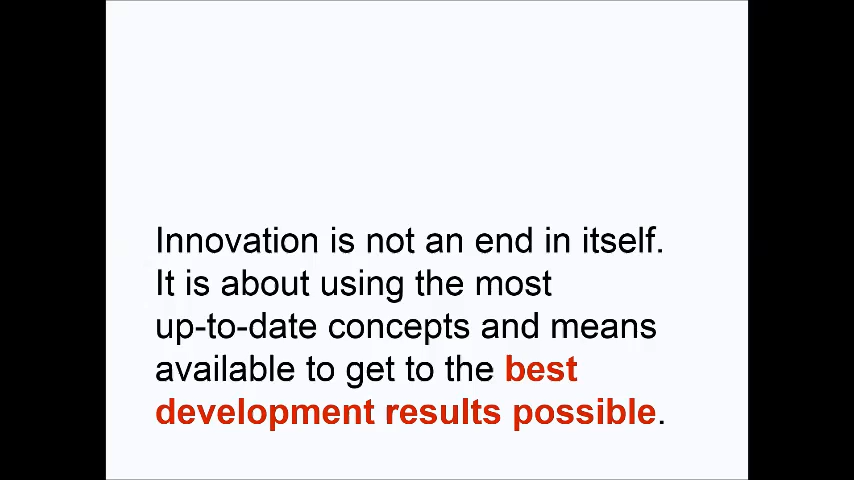 Innovation is not an end in itself.
It is about using the most
up-to-date concepts and means
available to get to the best
development results possible.